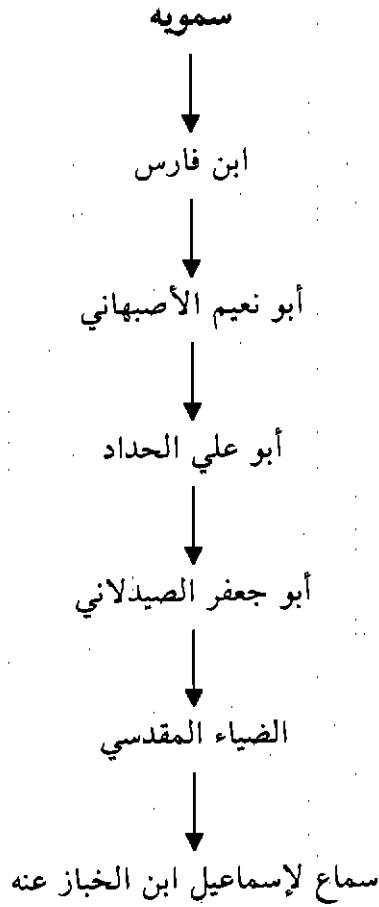 سمويه
ابن فارس
أبو نعيم الأصبهاني
أبو علي الحداد
أبو جعفر الصيدلاني
الضياء المقدسي
سماع لإسماعيل ابن الخباز عنه